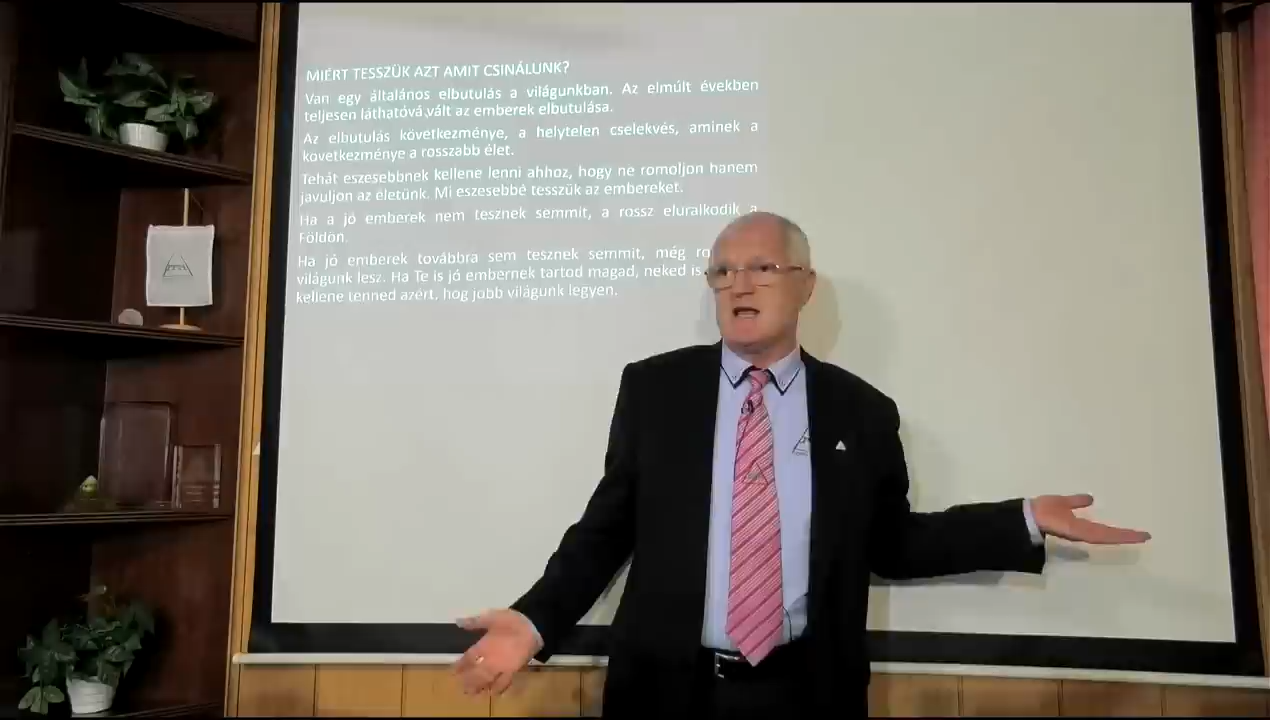 MIÉRT TESSZÜK AZT AMIT CSINÁLUNK?
Van egy általános elbutulás a világunkban. Az elmúlt években
teljesen láthatóvá,vált az emberek elbutulása.
Az elbutulás következménye, a helytelen cselekvés, aminek a
következménye a rosszabb élet.
Tehát eszesebbnek kellene lenni ahhoz, hogy ne romoljon hanem
javuljon az életünk. Mi eszesebbé tesszük az embereket.
Ha a jó emberek nem tesznek semmit, a rossz eluralkodik a
Földön.
Ha jó emberek továbbra sem tesznek semmit, még
világunk lesz. Ha Te is jó embernek tartod magad, neked is
kellene tenned azért, hog jobb világunk legyen.